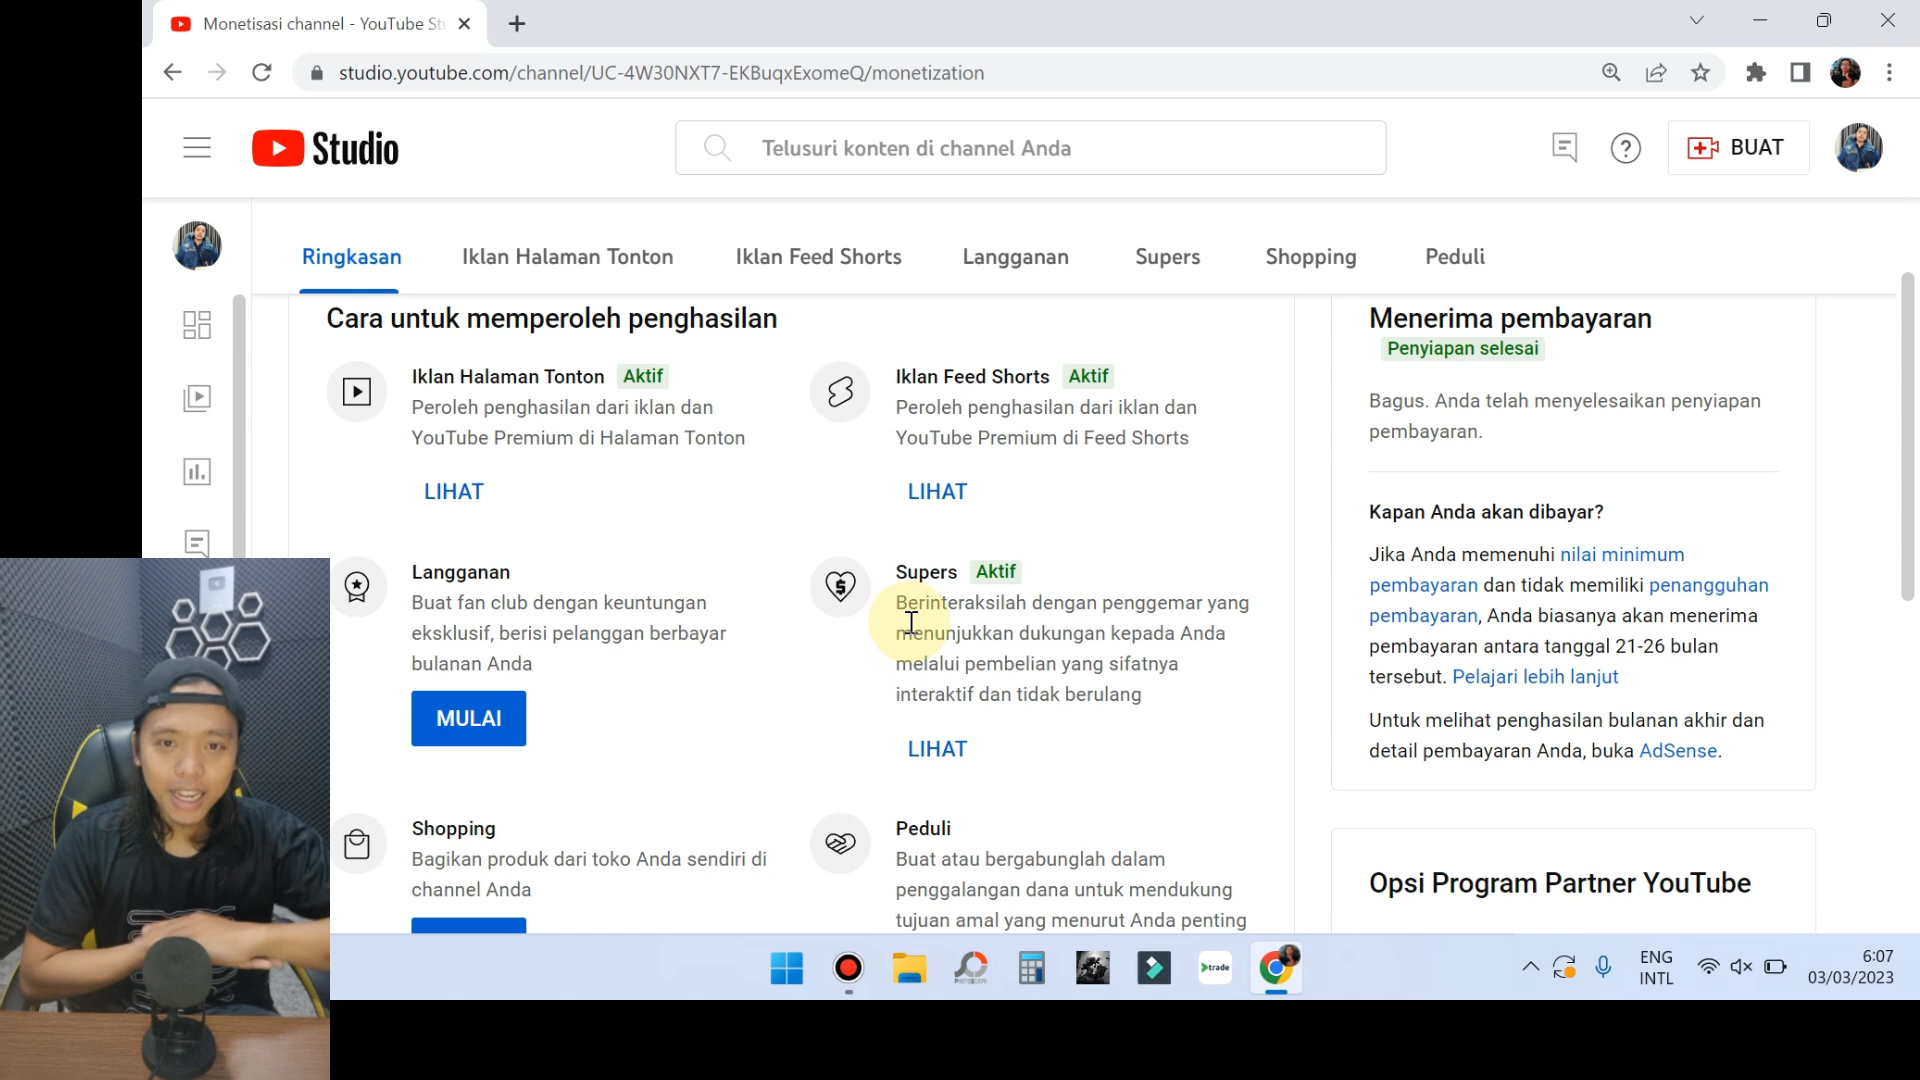 Monetisasi channel - YouTube St
studio.youtube.com/channel/UC-4W30NXT7-EKBuqxExomeQ/monetization
Studio
Telusuri konten di channel Anda
BUAT
Ringkasan
Iklan Halaman Tonton
Iklan Feed Shorts
Langganan
Supers
Shopping
Peduli
Cara untuk memperoleh penghasilan
Iklan Halaman Tonton Aktif
Peroleh penghasilan dari iklan dan
YouTube Premium di Halaman Tonton
LIHAT
Iklan Feed Shorts Aktif
Peroleh penghasilan dari iklan dan
YouTube Premium di Feed Shorts
LIHAT
Langganan
Buat fan club dengan keuntungan
eksklusif, berisi pelanggan berbayar
bulanan Anda
MULAI
Supers Aktif
Berinteraksilah dengan penggemar yang
menunjukkan dukungan kepada Anda
melalui pembelian yang sifatnya
interaktif dan tidak berulang
LIHAT
Shopping
Bagikan produk dari toko Anda sendiri di
channel Anda
Peduli
Buat atau bergabunglah dalam
penggalangan dana untuk mendukung
tujuan amal yang menurut Anda penting
Menerima pembayaran
Penyiapan selesai
Bagus. Anda telah menyelesaikan penyiapan
pembayaran.
Kapan Anda akan dibayar?
Jika Anda memenuhi nilai minimum
pembayaran dan tidak memiliki penangguhan
pembayaran, Anda biasanya akan menerima
pembayaran antara tanggal 21-26 bulan
tersebut. Pelajari lebih lanjut
Untuk melihat penghasilan bulanan akhir dan
detail pembayaran Anda, buka AdSense.
Opsi Program Partner YouTube
trade
ENG
INTL
6:07
03/03/2023